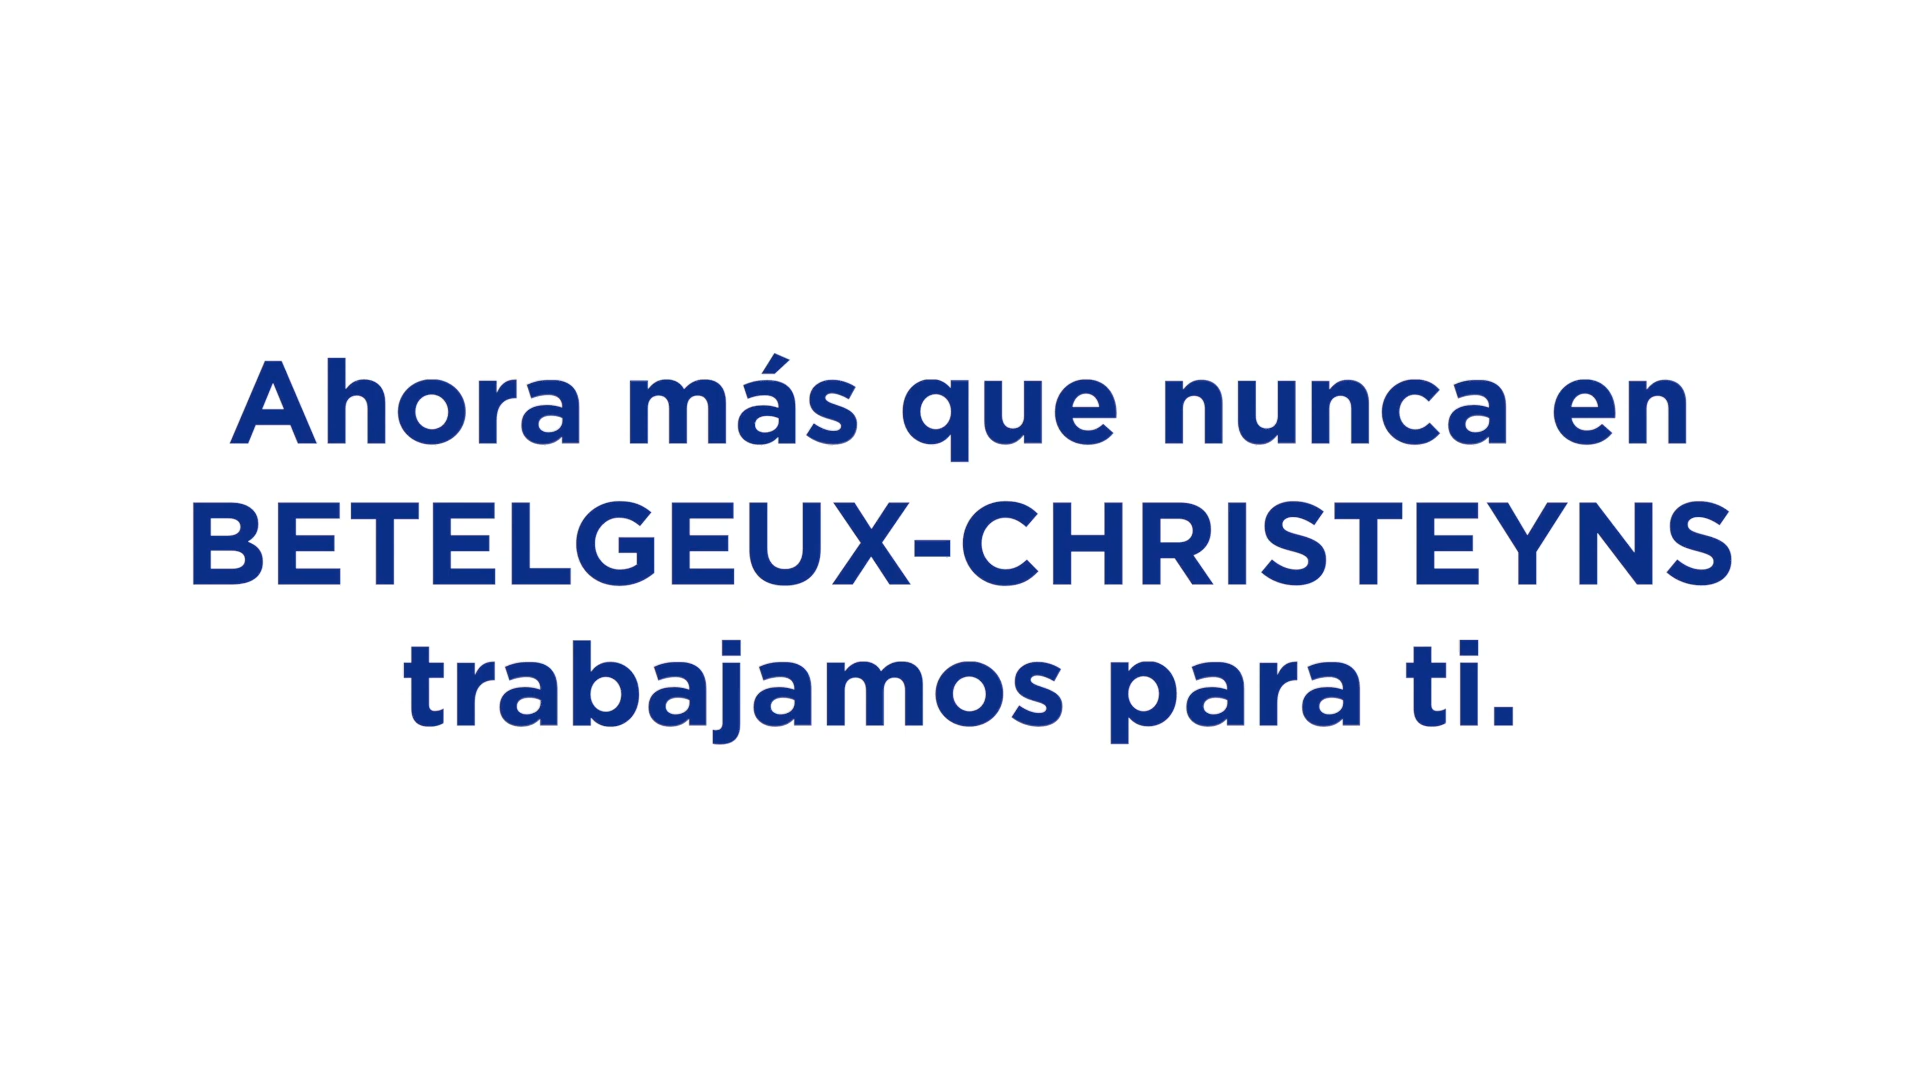 Ahora más que nunca en
BETELGEUX-CHRISTEYNS
trabajamos para ti.